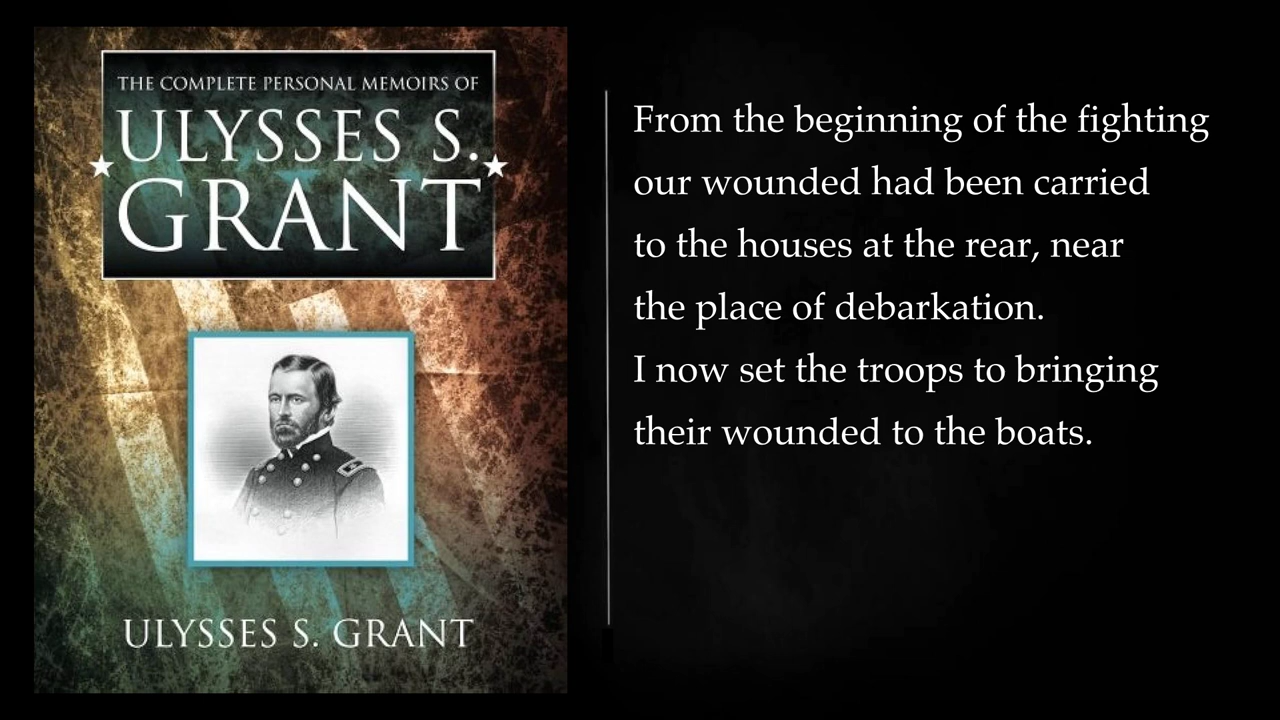 THE COMPLETE PERSONAL MEMOIRS OF
ULYSSES S.
GRANT
ULYSSES S. GRANT
From the beginning of the fighting
our wounded had been carried
to the houses at the rear, near
the place of debarkation.
I now set the troops to bringing
their wounded to the boats.